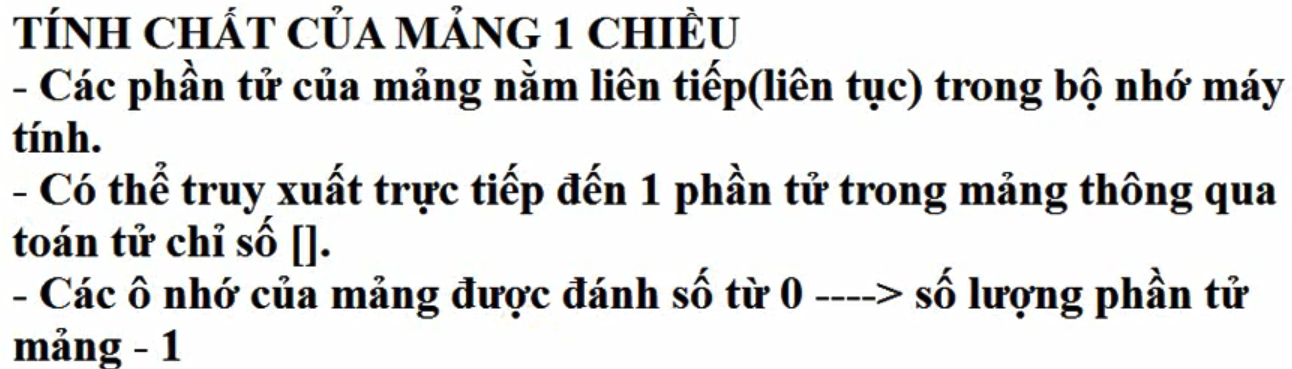 TÍNH CHẤT CỦA MẢNG 1 CHIỀU
- Các phần tử của mảng nằm liên tiếp(liên tục) trong bộ nhớ máy
tính.
- Có thể truy xuất trực tiếp đến 1 phần tử trong mảng thông qua
toán tử chỉ số [].
- Các ô nhớ của mảng được đánh số từ 0 ----> số lượng phần tử
mảng - 1